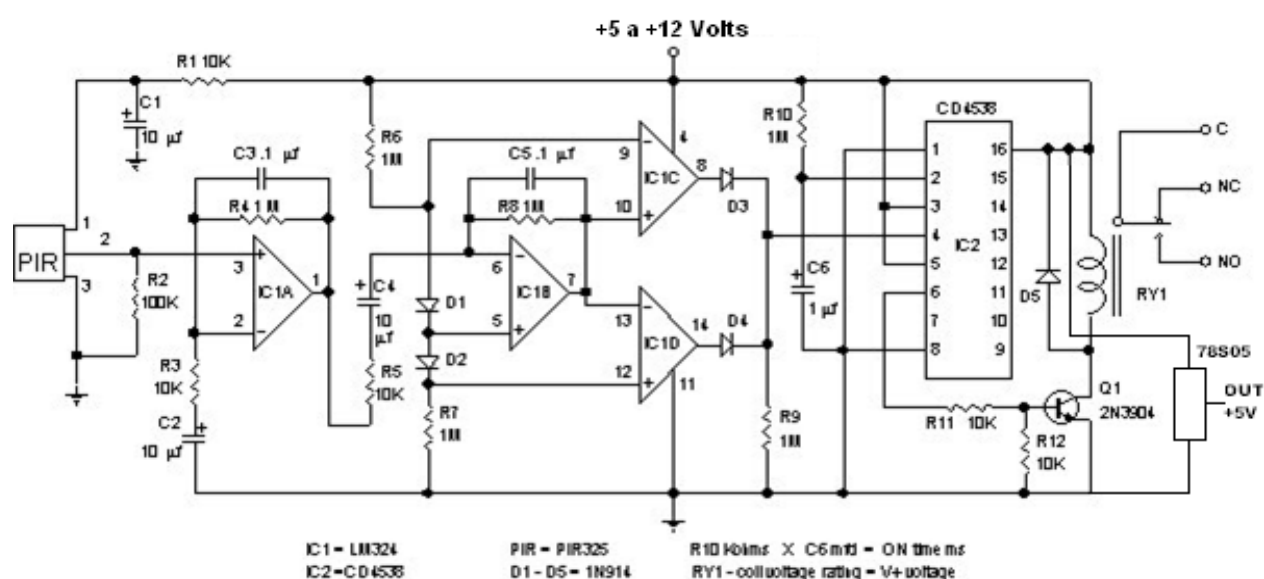 +5 a +12 Volts
R1 10K
C1
+
10 µf
C3 .1 µf
R4 1M
R6
1M
C5 .1 µf
R8 1M
4
9
-
8
IC1C
10
+
D3
R10
1M
CD4538
1 16
2 15
3 14
4 13
5 12
6 11
7 10
8 9
IC2
C
NC
NO
RY1
D5
1
2
3
PIR
R2
100K
3
+
1
IC1A
2
-
C4
+
10
µf
R5
10K
D1
D2
6
-
7
IC1B
5
+
13
-
14
IC1D
12
+
11
D4
C6
+
1 µf
78S05
OUT
+5V
Q1
2N3904
R3
10K
C2
+
10 µf
R7
1M
R9
1M
R11 10K
R12
10K
IC1 = LM324 PIR = PIR325 R10 Kohms X C6 mfd = ON time ms
IC2 = CD4538 D1 - D5 = 1N914 RY1 - coil voltage rating = V+ voltage